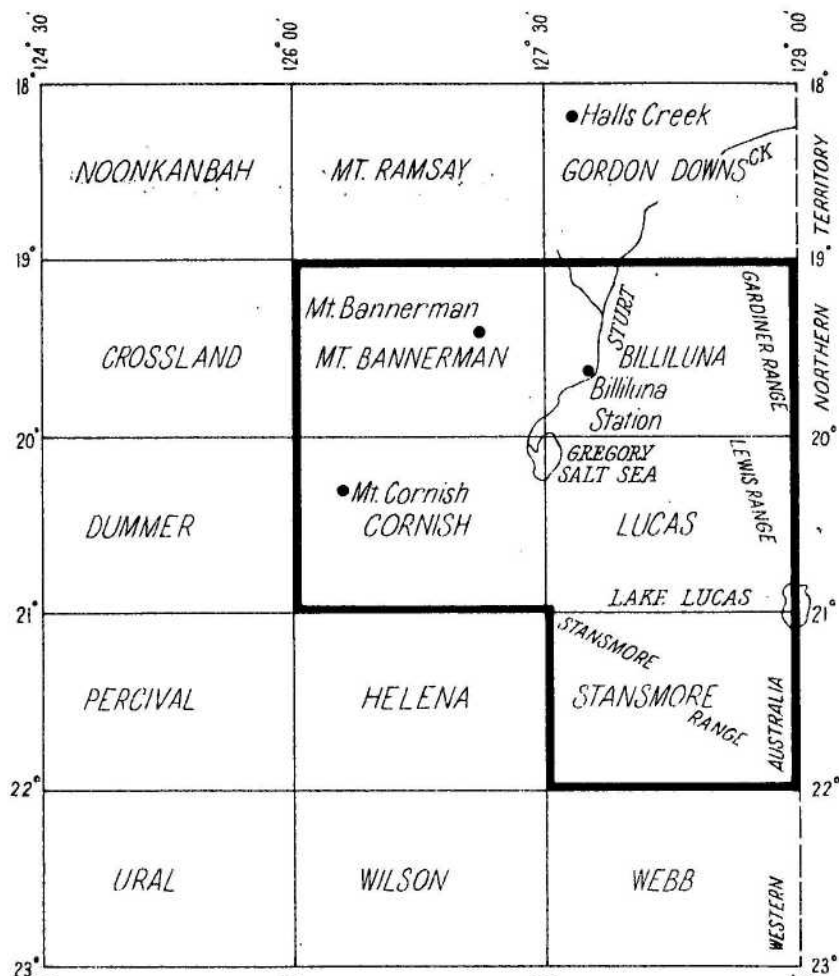 124° 30'
126° 00'
127° 30'
129° 00'
18°
18°
Halls Creek
NOONKANBAH
MT. RAMSAY
GORDON DOWNS
CK
19°
19°
Mt. Bannerman
STURT
GARDINER RANGE
NORTHERN TERRITORY
CROSSLAND
MT. BANNERMAN
BILLILUNA
Billiluna
Station
20°
20°
GREGORY
SALT SEA
LEWIS RANGE
Mt. Cornish
DUMMER
CORNISH
LUCAS
LAKE LUCAS
21°
21°
STANSMORE
PERCIVAL
HELENA
STANSMORE
RANGE
WESTERN AUSTRALIA
22°
22°
URAL
WILSON
WEBB
23°
23°